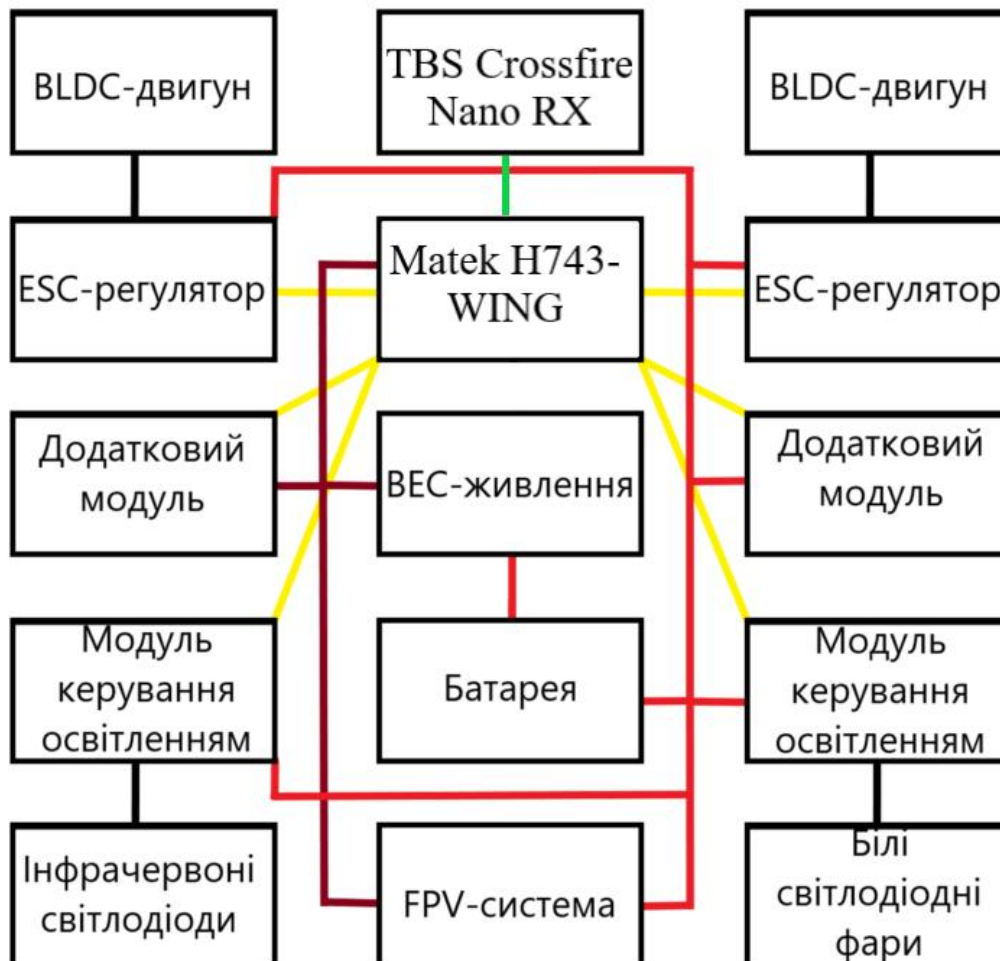 BLDC-двигун
TBS Crossfire
Nano RX
BLDC-двигун
ESC-регулятор
Matek H743-
WING
ESC-регулятор
Додатковий
модуль
BEC-живлення
Додатковий
модуль
Модуль
керування
освітленням
Батарея
Модуль
керування
освітленням
Інфрачервоні
світлодіоди
FPV-система
Білі
світлодіодні
фари